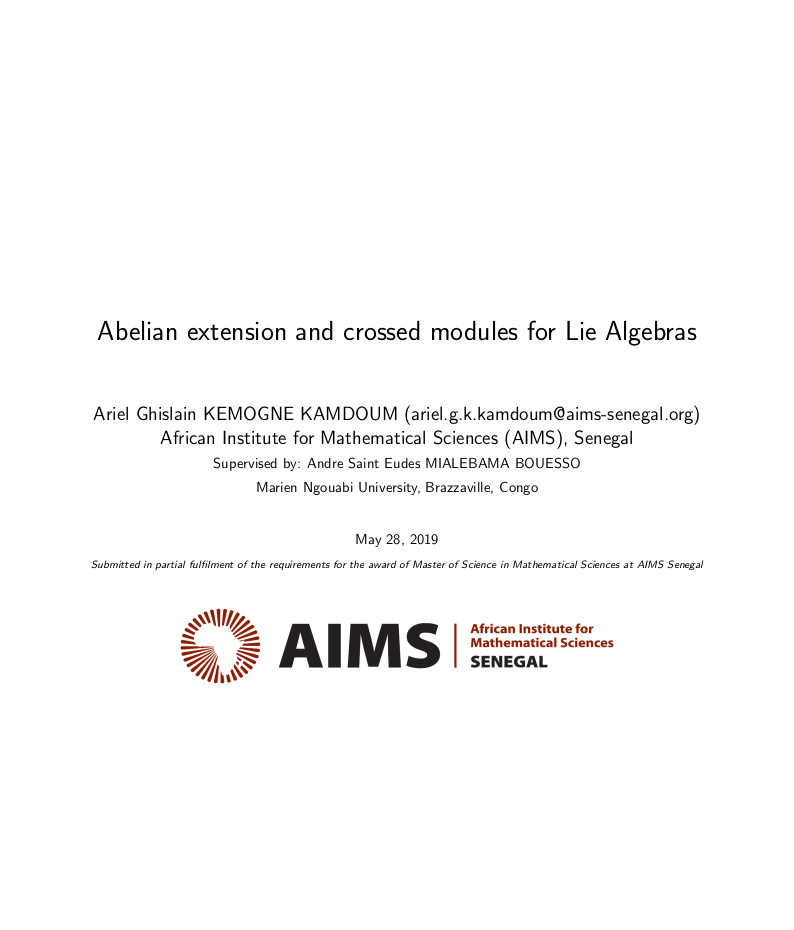 Abelian extension and crossed modules for Lie Algebras
Ariel Ghislain KEMOGNE KAMDOUM (ariel.g.k.kamdoum@aims-senegal.org)
African Institute for Mathematical Sciences (AIMS), Senegal
Supervised by: Andre Saint Eudes MIALEBAMA BOUESSO
Marien Ngouabi University, Brazzaville, Congo
May 28, 2019
Submitted in partial fulfilment of the requirements for the award of Master of Science in Mathematical Sciences at AIMS Senegal
AIMS
African Institute for
Mathematical Sciences
SENEGAL